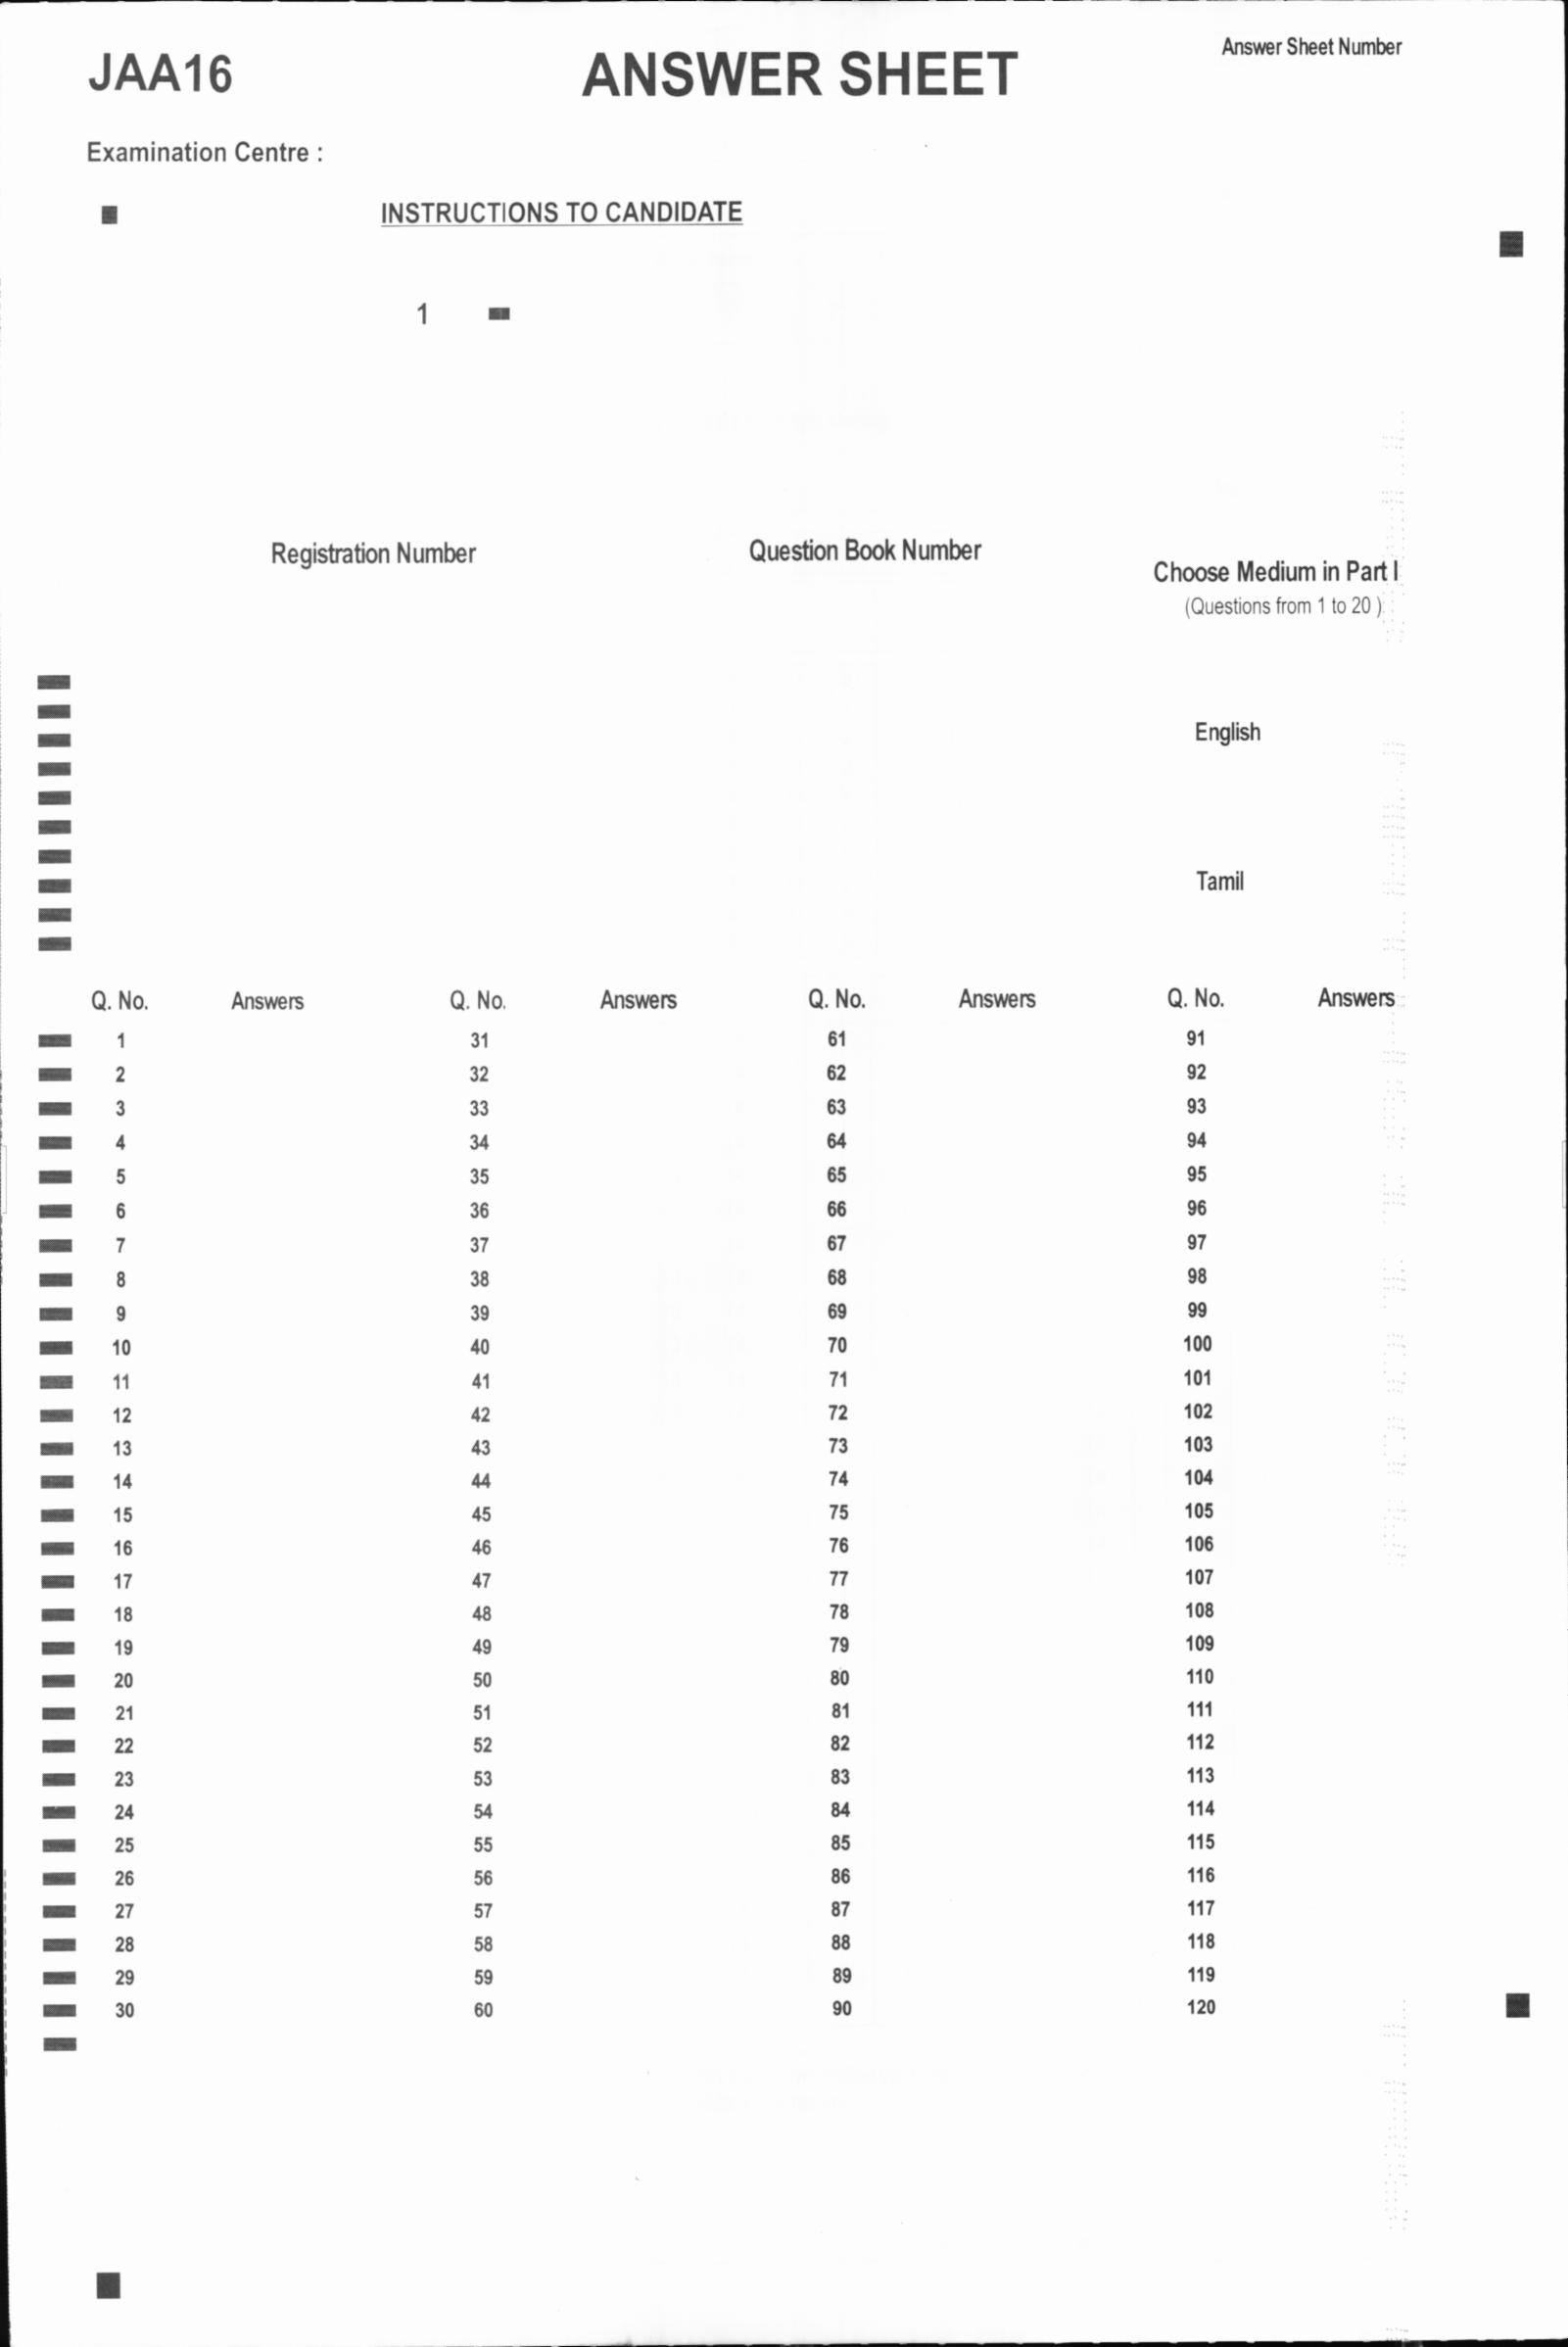 JAA16 ANSWER SHEET Answer Sheet Number
Examination Centre :
INSTRUCTIONS TO CANDIDATE
1
Registration Number Question Book Number
Choose Medium in Part I
(Questions from 1 to 20 )
English
Tamil
Q. No. Answers Q. No. Answers Q. No. Answers Q. No. Answers
1 31 61 91
2 32 62 92
3 33 63 93
4 34 64 94
5 35 65 95
6 36 66 96
7 37 67 97
8 38 68 98
9 39 69 99
10 40 70 100
11 41 71 101
12 42 72 102
13 43 73 103
14 44 74 104
15 45 75 105
16 46 76 106
17 47 77 107
18 48 78 108
19 49 79 109
20 50 80 110
21 51 81 111
22 52 82 112
23 53 83 113
24 54 84 114
25 55 85 115
26 56 86 116
27 57 87 117
28 58 88 118
29 59 89 119
30 60 90 120